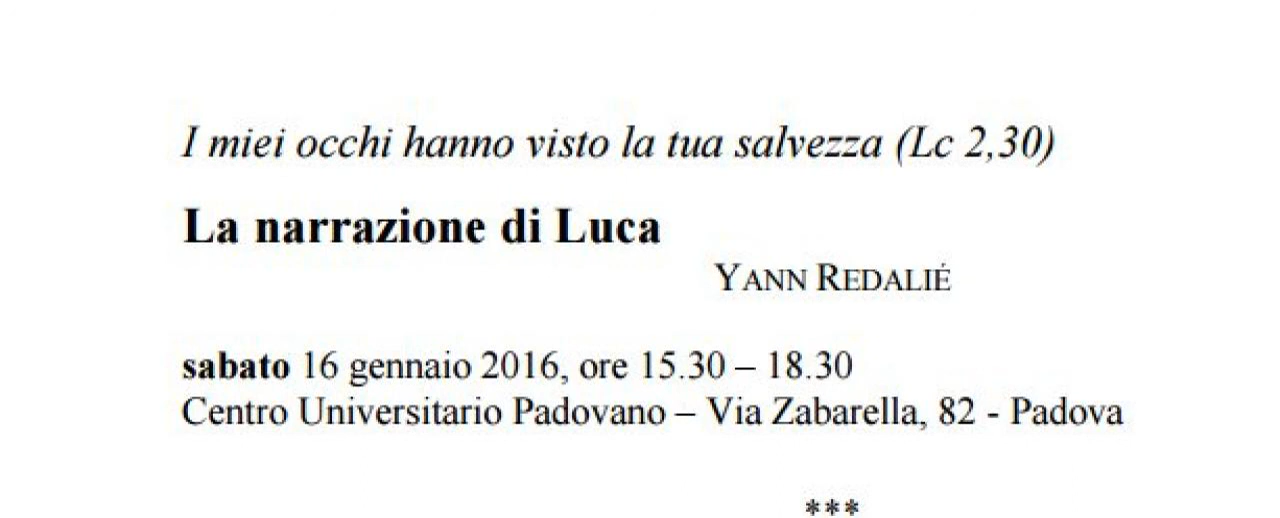 I miei occhi hanno visto la tua salvezza (Lc 2,30)
La narrazione di Luca
YANN REDALIÉ
sabato 16 gennaio 2016, ore 15.30 – 18.30
Centro Universitario Padovano – Via Zabarella, 82 - Padova
***